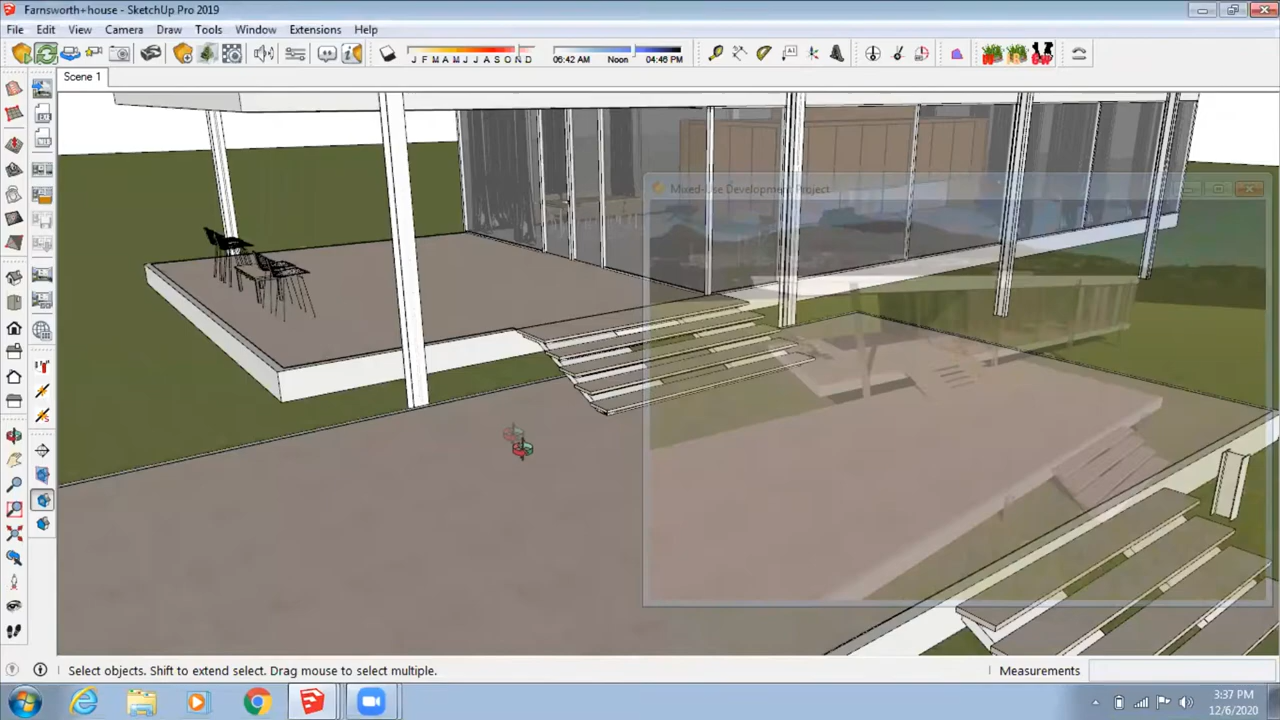 Farnsworth+house - SketchUp Pro 2019
File Edit View Camera Draw Tools Window Extensions Help
J F M A M J J A S O N D 06:42 AM Noon 04:46 PM
Scene 1
Mixed-Use Development Project
Select objects. Shift to extend select. Drag mouse to select multiple. Measurements
3:37 PM
12/6/2020